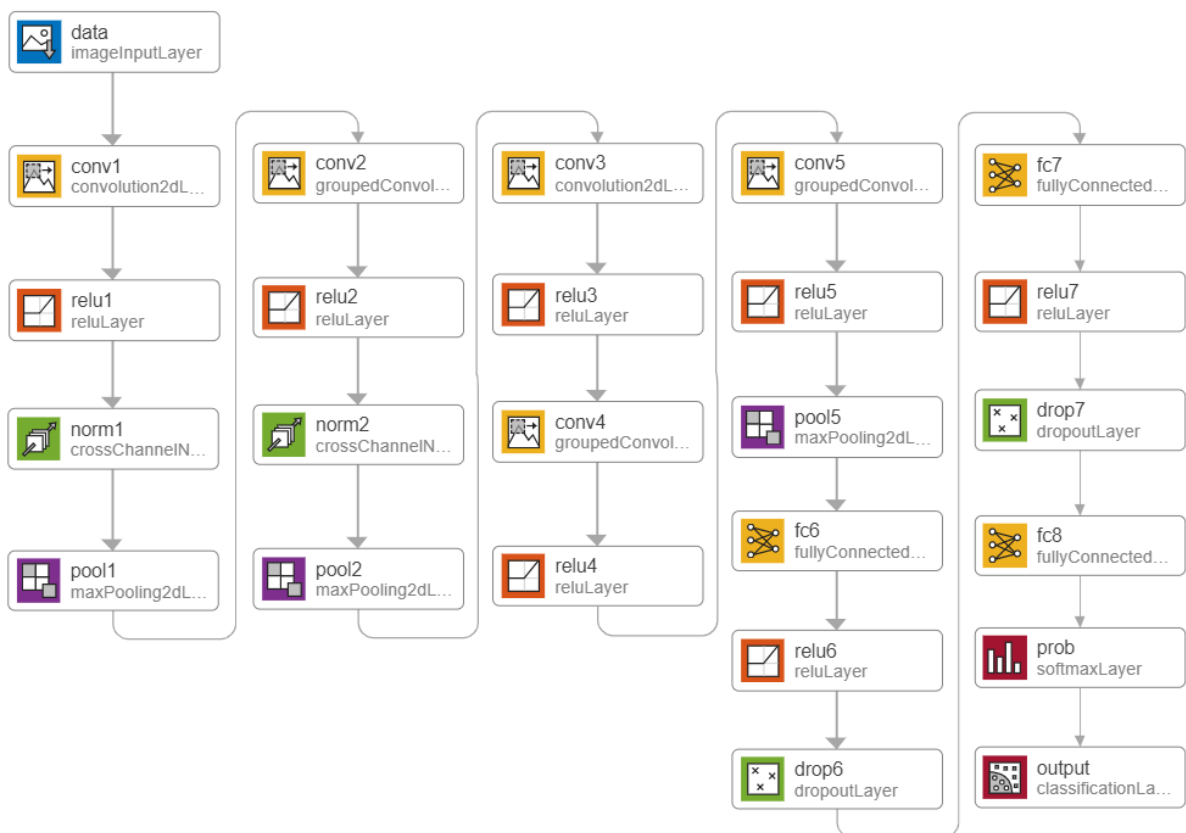 data
imageInputLayer
conv1
convolution2dL...
relu1
reluLayer
norm1
crossChannelN...
pool1
maxPooling2dL...
conv2
groupedConvol...
relu2
reluLayer
norm2
crossChannelN...
pool2
maxPooling2dL...
conv3
convolution2dL...
relu3
reluLayer
conv4
groupedConvol...
relu4
reluLayer
conv5
groupedConvol...
relu5
reluLayer
pool5
maxPooling2dL...
fc6
fullyConnected...
relu6
reluLayer
drop6
dropoutLayer
fc7
fullyConnected...
relu7
reluLayer
drop7
dropoutLayer
fc8
fullyConnected...
prob
softmaxLayer
output
classificationLa...